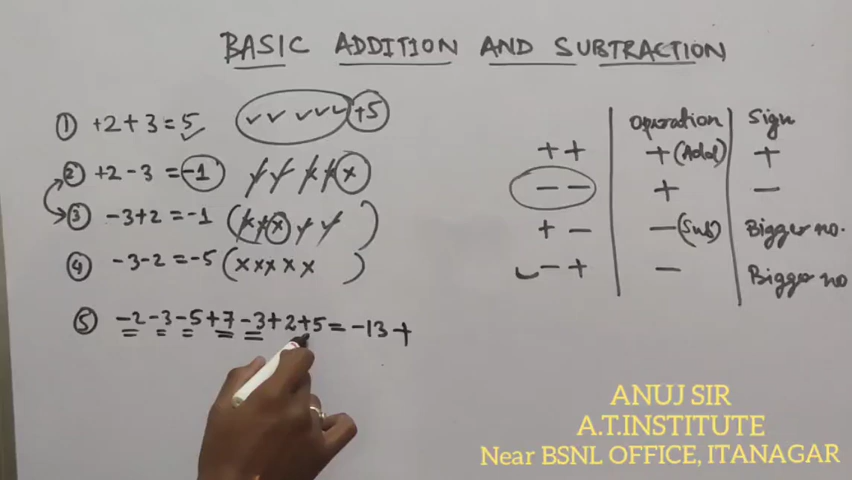 BASIC ADDITION AND SUBTRACTION
① +2+3=5 ✓✓✓✓✓ +5
② +2-3=-1 ✓✓xxx
③ -3+2=-1 (xxx✓✓)
④ -3-2=-5 (xxxxx)
⑤ -2-3-5+7-3+2+5=-13+
Operation Sign
++ +(Add) +
-- + -
+- -(Sub) Bigger no.
-+ - Bigger no
ANUJ SIR
A.T.INSTITUTE
Near BSNL OFFICE, ITANAGAR